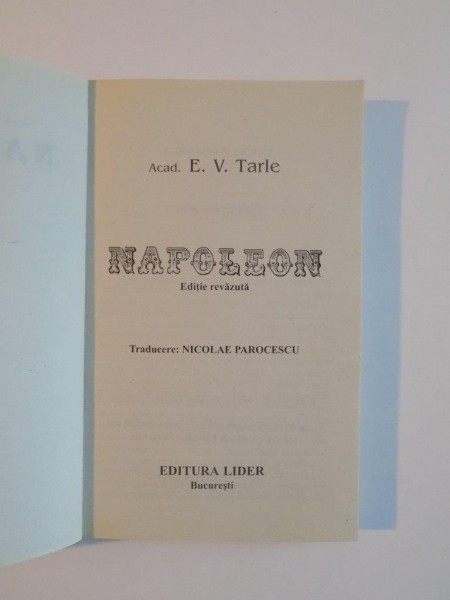 Acad. E. V. Tarle
NAPOLEON
Ediție revăzută
Traducere: NICOLAE PAROCESCU
EDITURA LIDER
București